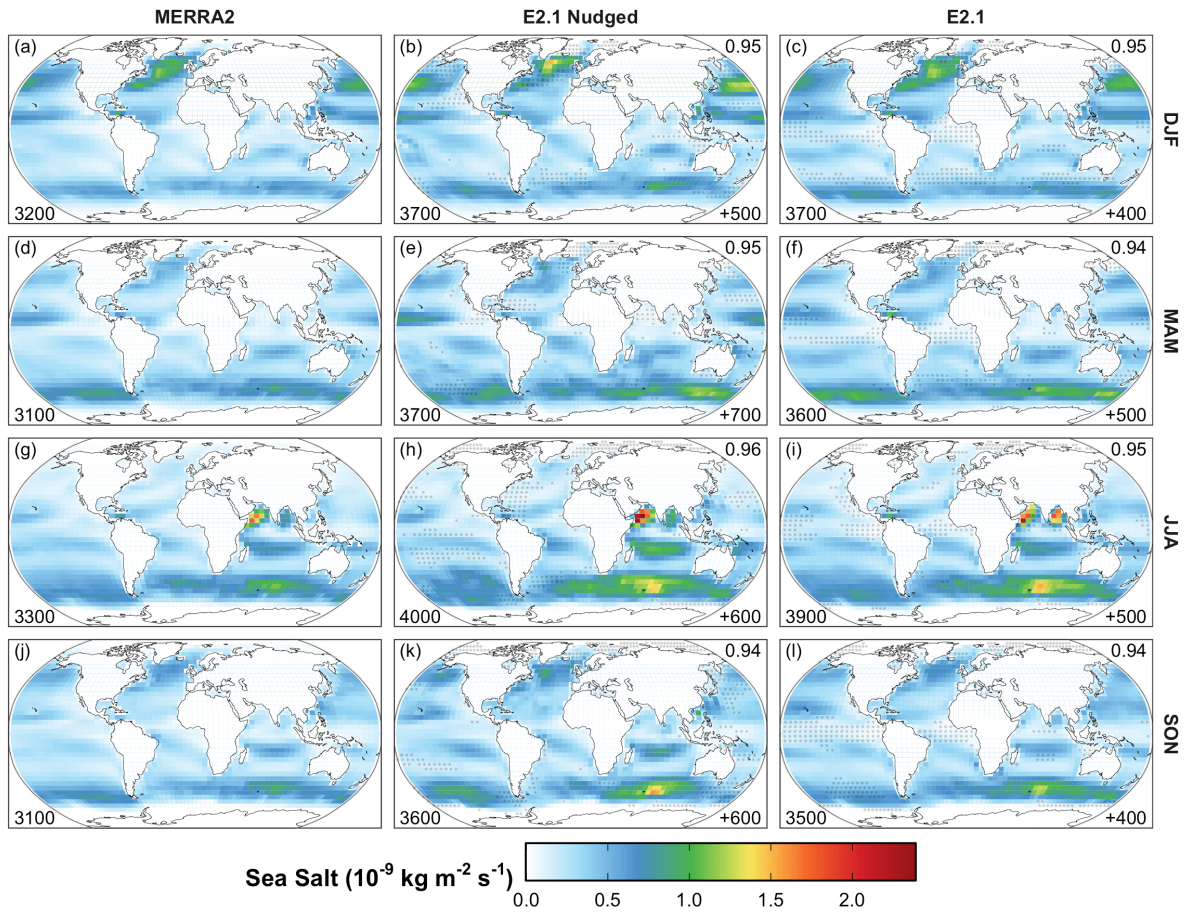 MERRA2 E2.1 Nudged E2.1
(a) (b) 0.95 (c) 0.95
DJF
3200 3700 +500 3700 +400
(d) (e) 0.95 (f) 0.94
MAM
3100 3700 +700 3600 +500
(g) (h) 0.96 (i) 0.95
JJA
3300 4000 +600 3900 +500
(j) (k) 0.94 (l) 0.94
SON
3100 3600 +600 3500 +400
Sea Salt (10⁻⁹ kg m⁻² s⁻¹)
0.0 0.5 1.0 1.5 2.0